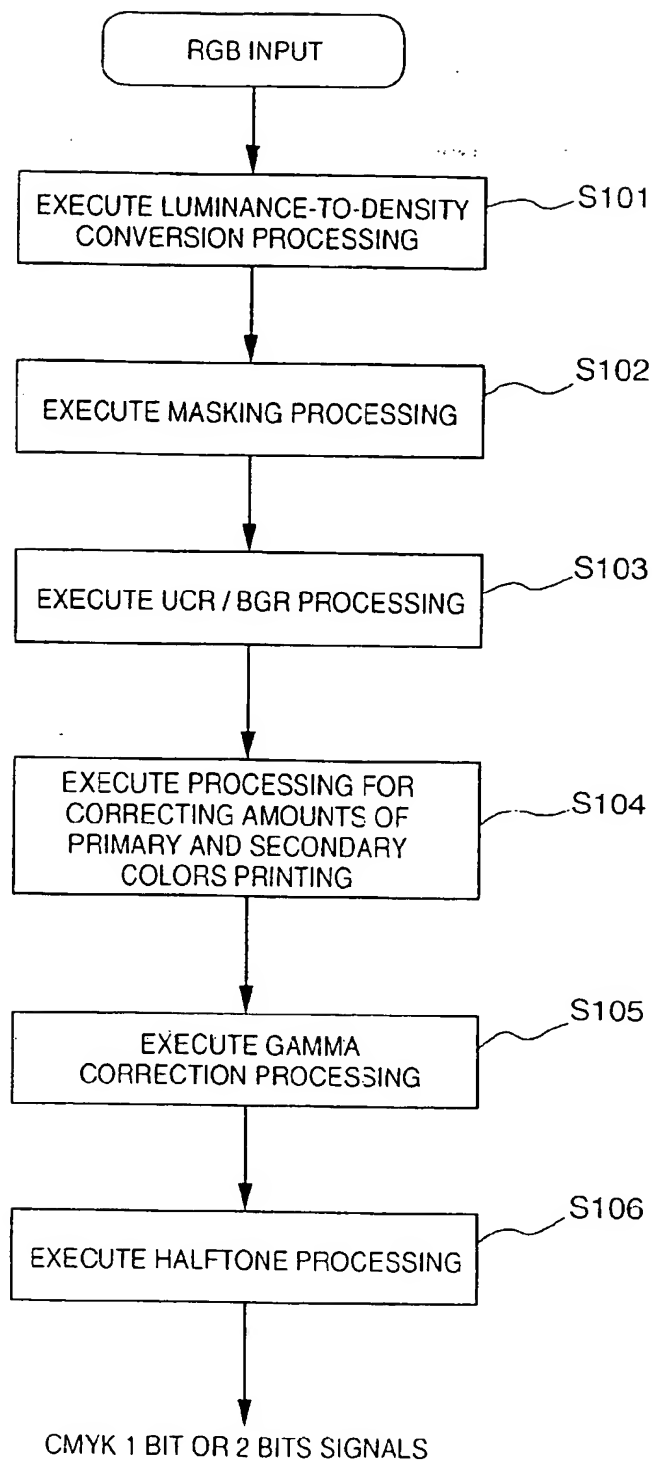 RGB INPUT
S101
EXECUTE LUMINANCE-TO-DENSITY
CONVERSION PROCESSING
S102
EXECUTE MASKING PROCESSING
S103
EXECUTE UCR / BGR PROCESSING
S104
EXECUTE PROCESSING FOR
CORRECTING AMOUNTS OF
PRIMARY AND SECONDARY
COLORS PRINTING
S105
EXECUTE GAMMA
CORRECTION PROCESSING
S106
EXECUTE HALFTONE PROCESSING
CMYK 1 BIT OR 2 BITS SIGNALS